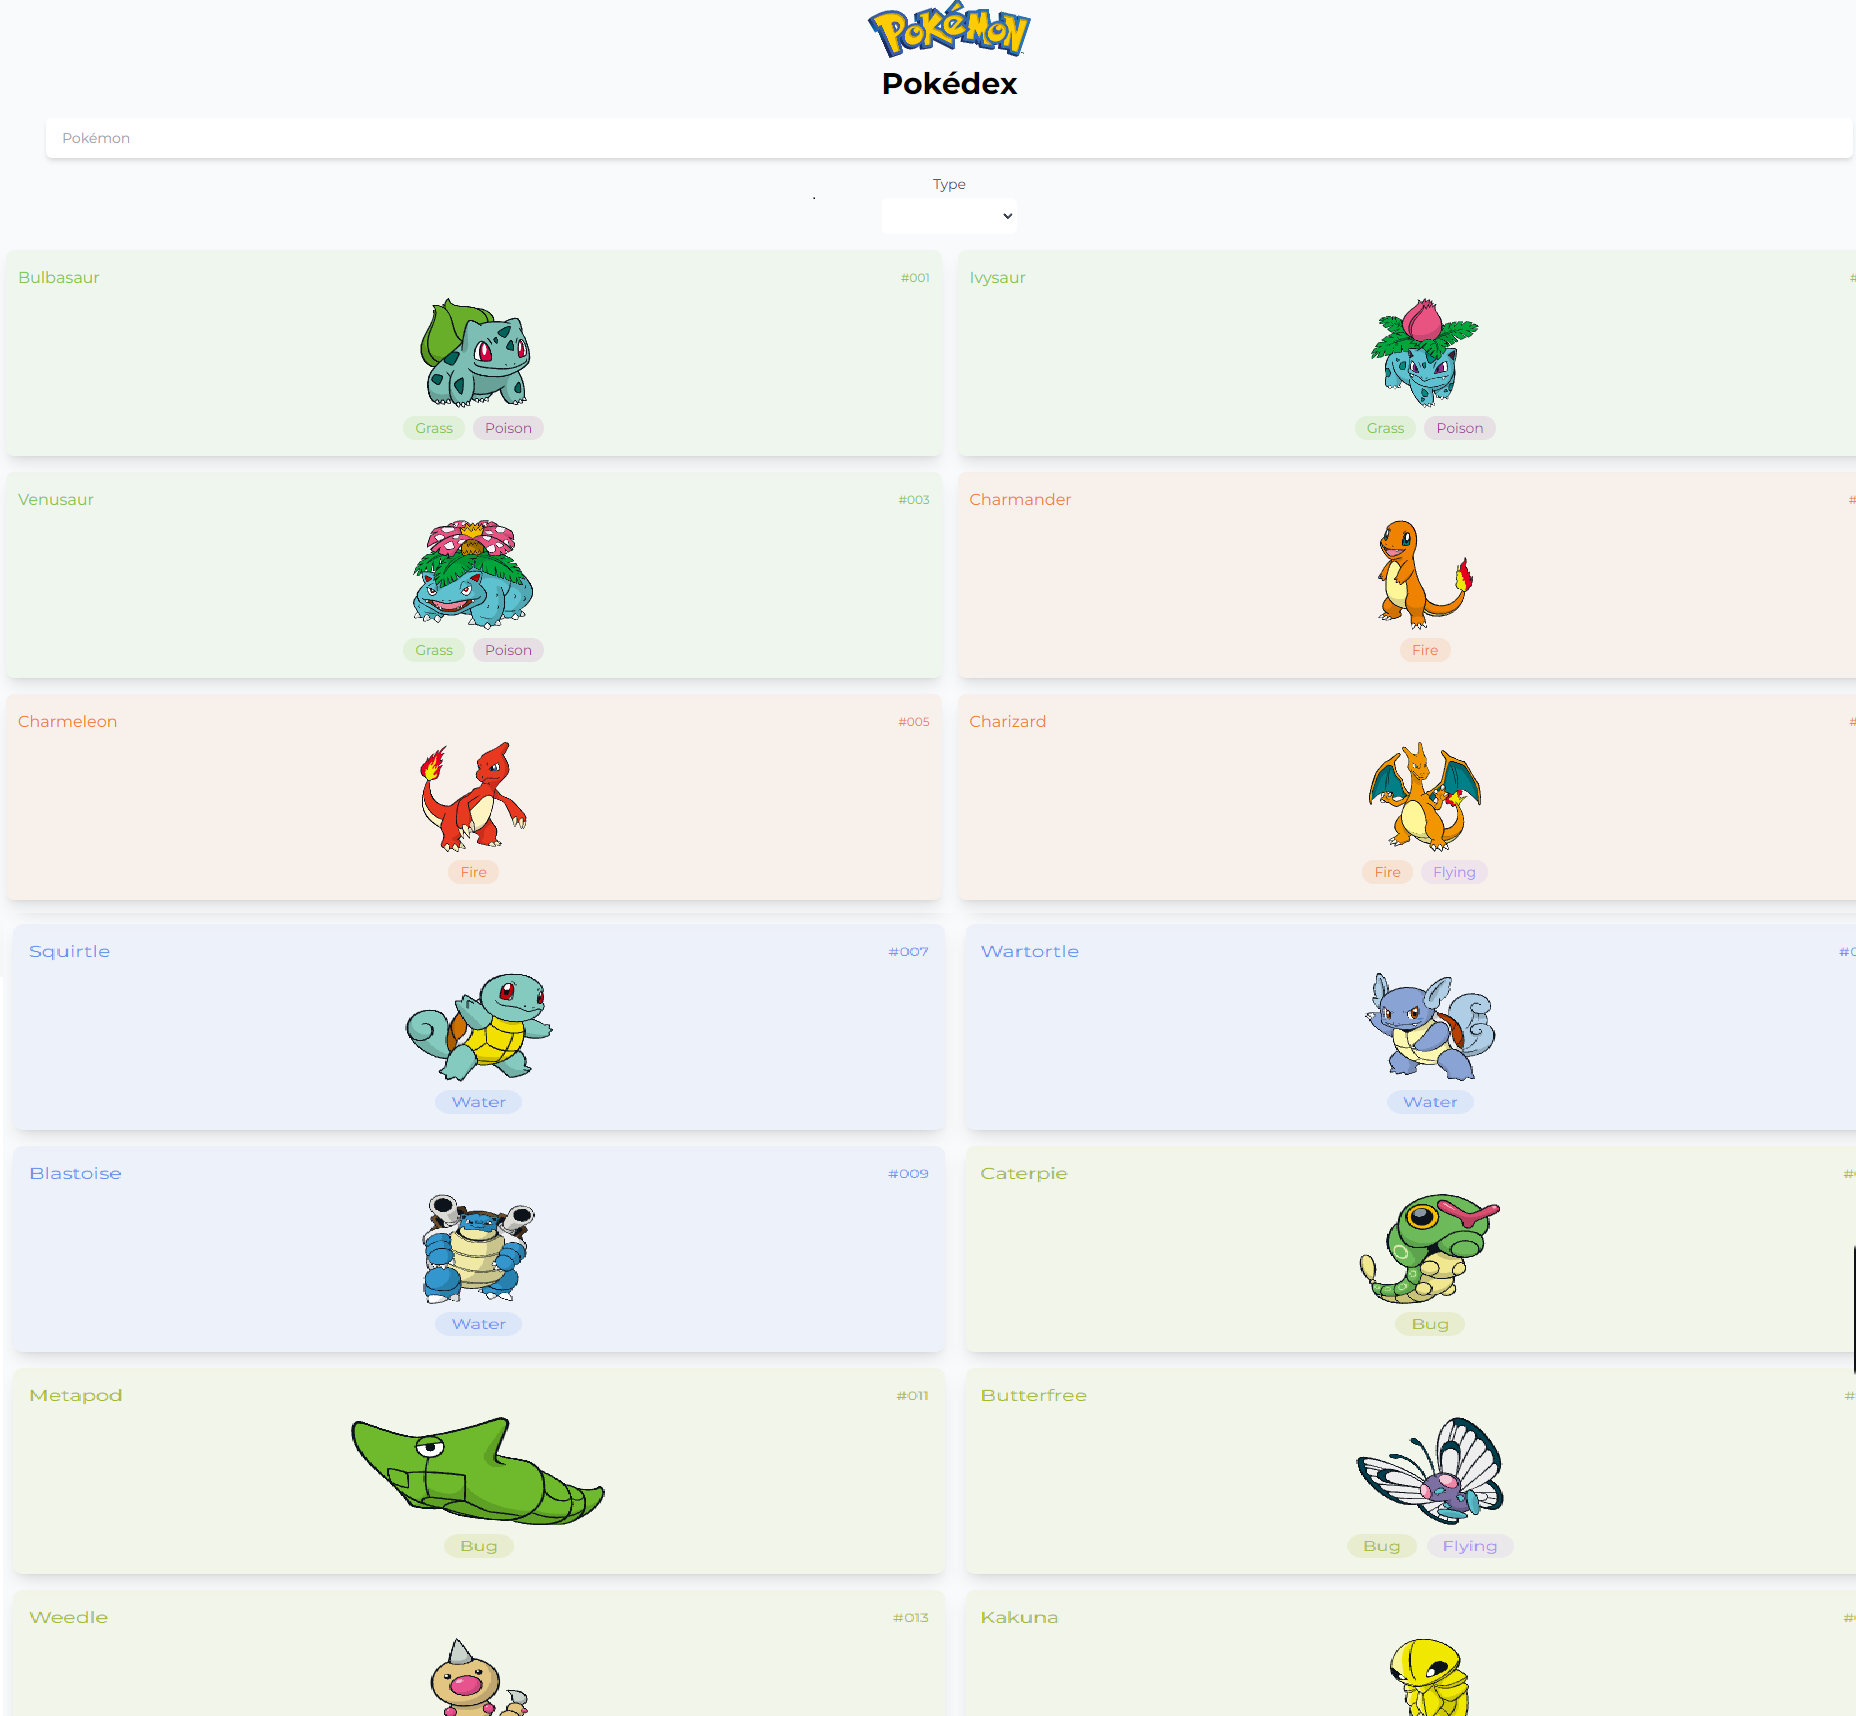 POKéMON
Pokédex
Pokémon
Type
Bulbasaur #001 Ivysaur #
Grass Poison Grass Poison
Venusaur #003 Charmander #
Grass Poison Fire
Charmeleon #005 Charizard #
Fire Fire Flying
Squirtle #007 Wartortle #0
Water Water
Blastoise #009 Caterpie #
Water Bug
Metapod #011 Butterfree #
Bug Bug Flying
Weedle #013 Kakuna #